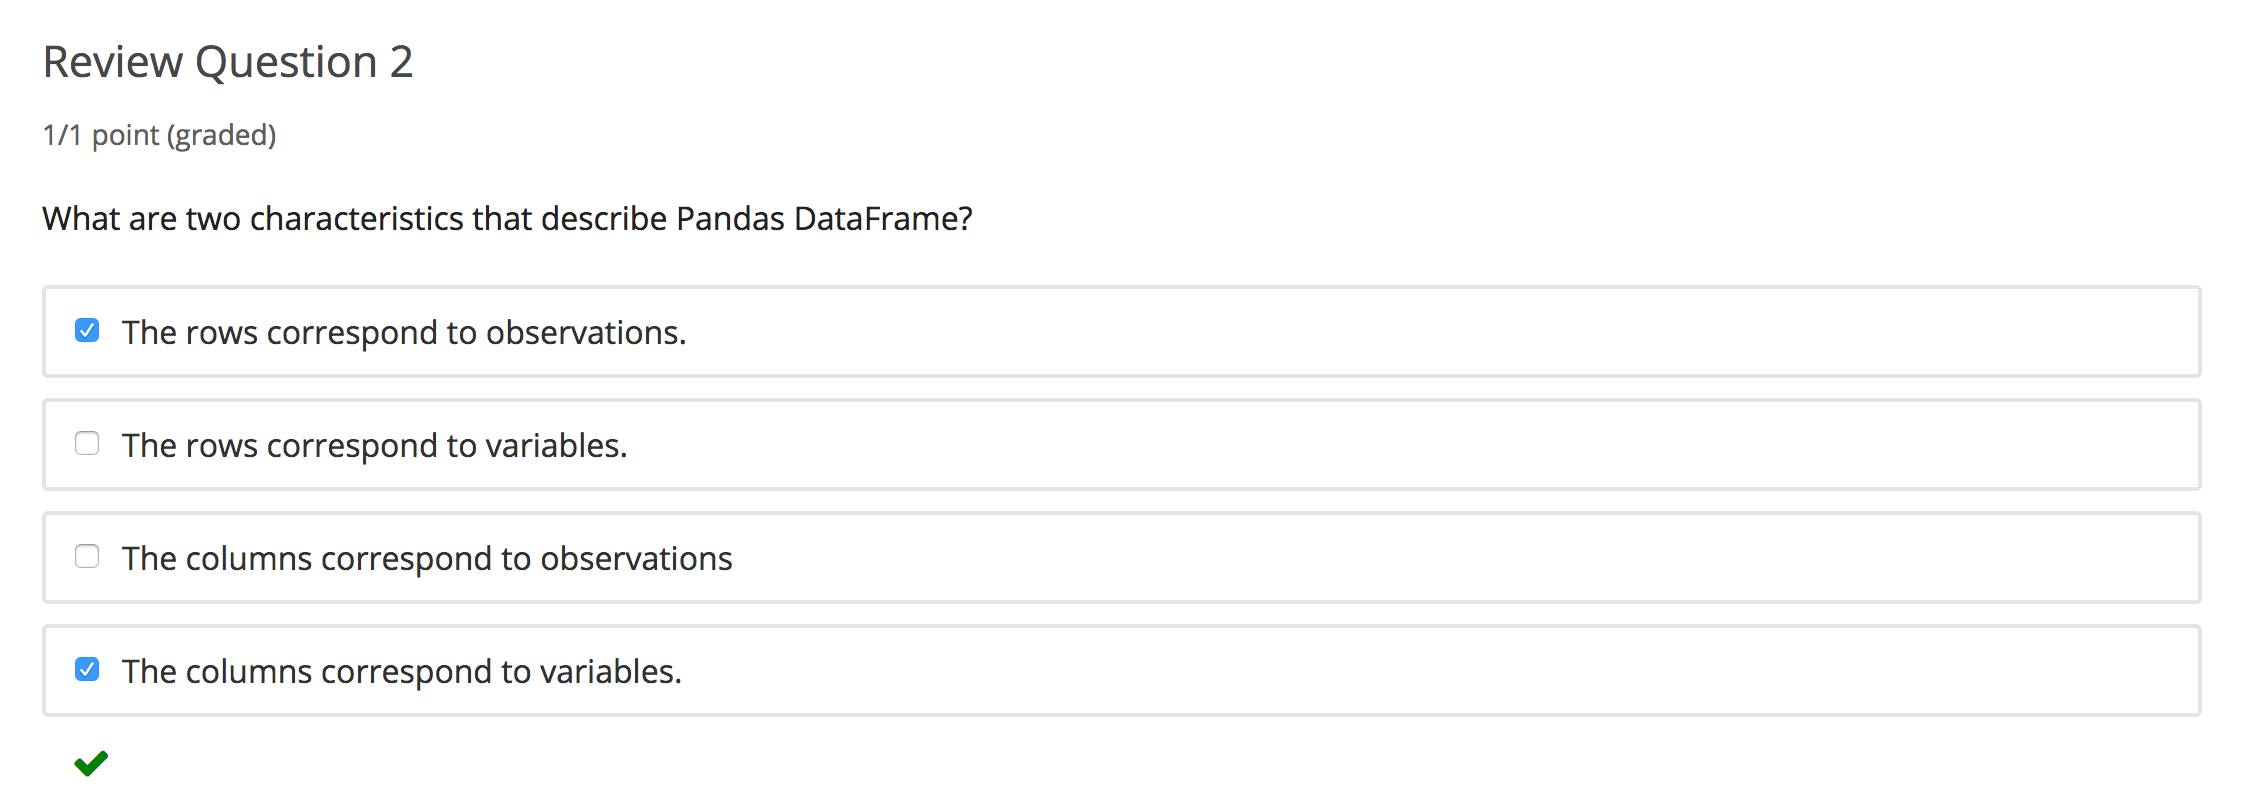 Review Question 2
1/1 point (graded)
What are two characteristics that describe Pandas DataFrame?
The rows correspond to observations.
The rows correspond to variables.
The columns correspond to observations
The columns correspond to variables.